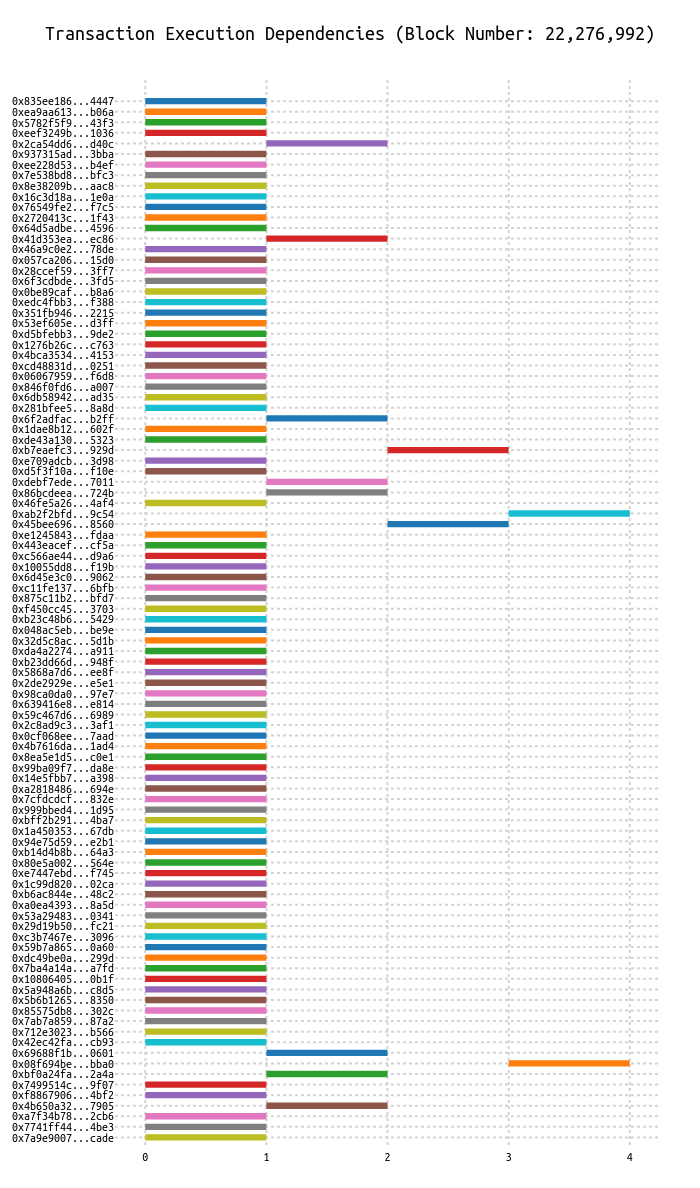 Transaction Execution Dependencies (Block Number: 22,276,992)
0x835ee186...4447
0xea9aa613...b06a
0x5782f5f9...43f3
0xeef3249b...1036
0x2ca54dd6...d40c
0x937315ad...3bba
0xee228d53...b4ef
0x7e538bd8...bfc3
0x8e38209b...aac8
0x16c3d18a...1e0a
0x76549fe2...f7c5
0x2720413c...1f43
0x64d5adbe...4596
0x41d353ea...ec86
0x46a9c0e2...78de
0x057ca206...15d0
0x28ccef59...3ff7
0x6f3cdbde...3fd5
0x0be89caf...b8a6
0xedc4fbb3...f388
0x351fb946...2215
0x53ef605e...d3ff
0xd5bfebb3...9de2
0x1276b26c...c763
0x4bca3534...4153
0xcd48831d...0251
0x06067959...f6d8
0x846f0fd6...a007
0x6db58942...ad35
0x281bfee5...8a8d
0x6f2adfac...b2ff
0x1dae8b12...602f
0xde43a130...5323
0xb7eaefc3...929d
0xe709adcb...3d98
0xd5f3f10a...f10e
0xdebf7ede...7011
0x86bcdeea...724b
0x46fe5a26...4af4
0xab2f2bfd...9c54
0x45bee696...8560
0xe1245843...fdaa
0x443eacef...cf5a
0xc566ae44...d9a6
0x10055dd8...f19b
0x6d45e3c0...9062
0xc11fe137...6bfb
0x875c11b2...bfd7
0xf450cc45...3703
0xb23c48b6...5429
0x048ac5eb...be9e
0x32d5c8ac...5d1b
0xda4a2274...a911
0xb23dd66d...948f
0x5868a7d6...ee8f
0x2de2929e...e5e1
0x98ca0da0...97e7
0x639416e8...e814
0x59c467d6...6989
0x2c8ad9c3...3af1
0x0cf068ee...7aad
0x4b7616da...1ad4
0x8ea5e1d5...c0e1
0x99ba09f7...da8e
0x14e5fbb7...a398
0xa2818486...694e
0x7cfdcdcf...832e
0x999bbed4...1d95
0xbff2b291...4ba7
0x1a450353...67db
0x94e75d59...e2b1
0xb14d4b8b...64a3
0x80e5a002...564e
0xe7447ebd...f745
0x1c99d820...02ca
0xb6ac844e...48c2
0xa0ea4393...8a5d
0x53a29483...0341
0x29d19b50...fc21
0xc3b7467e...3096
0x59b7a865...0a60
0xdc49be0a...299d
0x7ba4a14a...a7fd
0x10806405...0b1f
0x5a948a6b...c8d5
0x5b6b1265...8350
0x85575db8...302c
0x7ab7a859...87a2
0x712e3023...b566
0x42ec42fa...cb93
0x69688f1b...0601
0x08f694be...bba0
0xbf0a24fa...2a4a
0x7499514c...9f07
0xf8867906...4bf2
0x4b650a32...7905
0xa7f34b78...2cb6
0x7741ff44...4be3
0x7a9e9007...cade
0 1 2 3 4